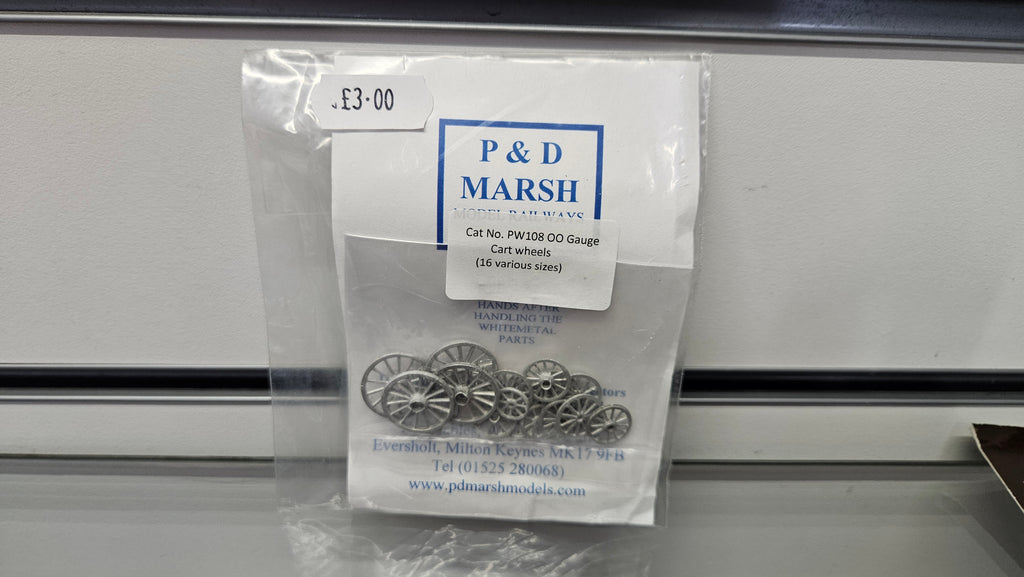 £3.00
P & D
MARSH
MODEL RAILWAYS
Cat No. PW108 OO Gauge
Cart wheels
(16 various sizes)
HANDS AFTER
HANDLING THE
WHITEMETAL
PARTS
Eversholt, Milton Keynes MK17 9FB
Tel (01525 280068)
www.pdmarshmodels.com